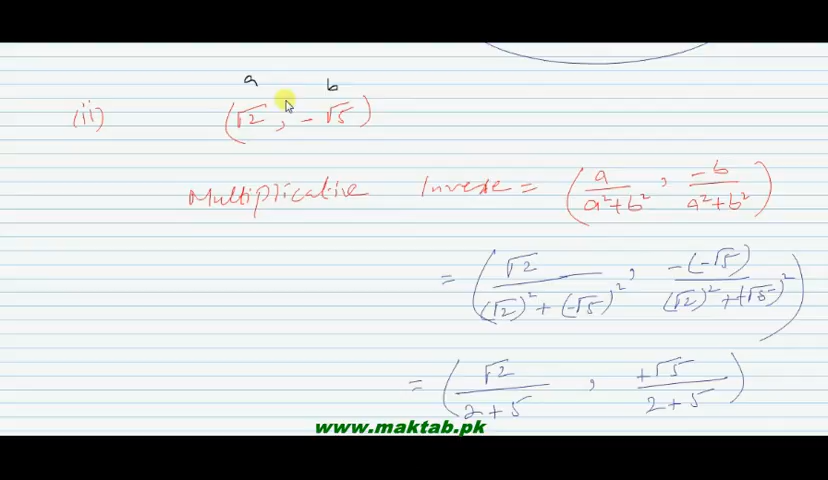 a b
(ii) (√2 , - √5)
Multiplicative Inverse = (a/(a²+b²) , -b/(a²+b²))
= (√2/((√2)²+(-√5)²) , -(-√5)/((√2)²+(-√5)²))
= (√2/(2+5) , +√5/(2+5))
www.maktab.pk